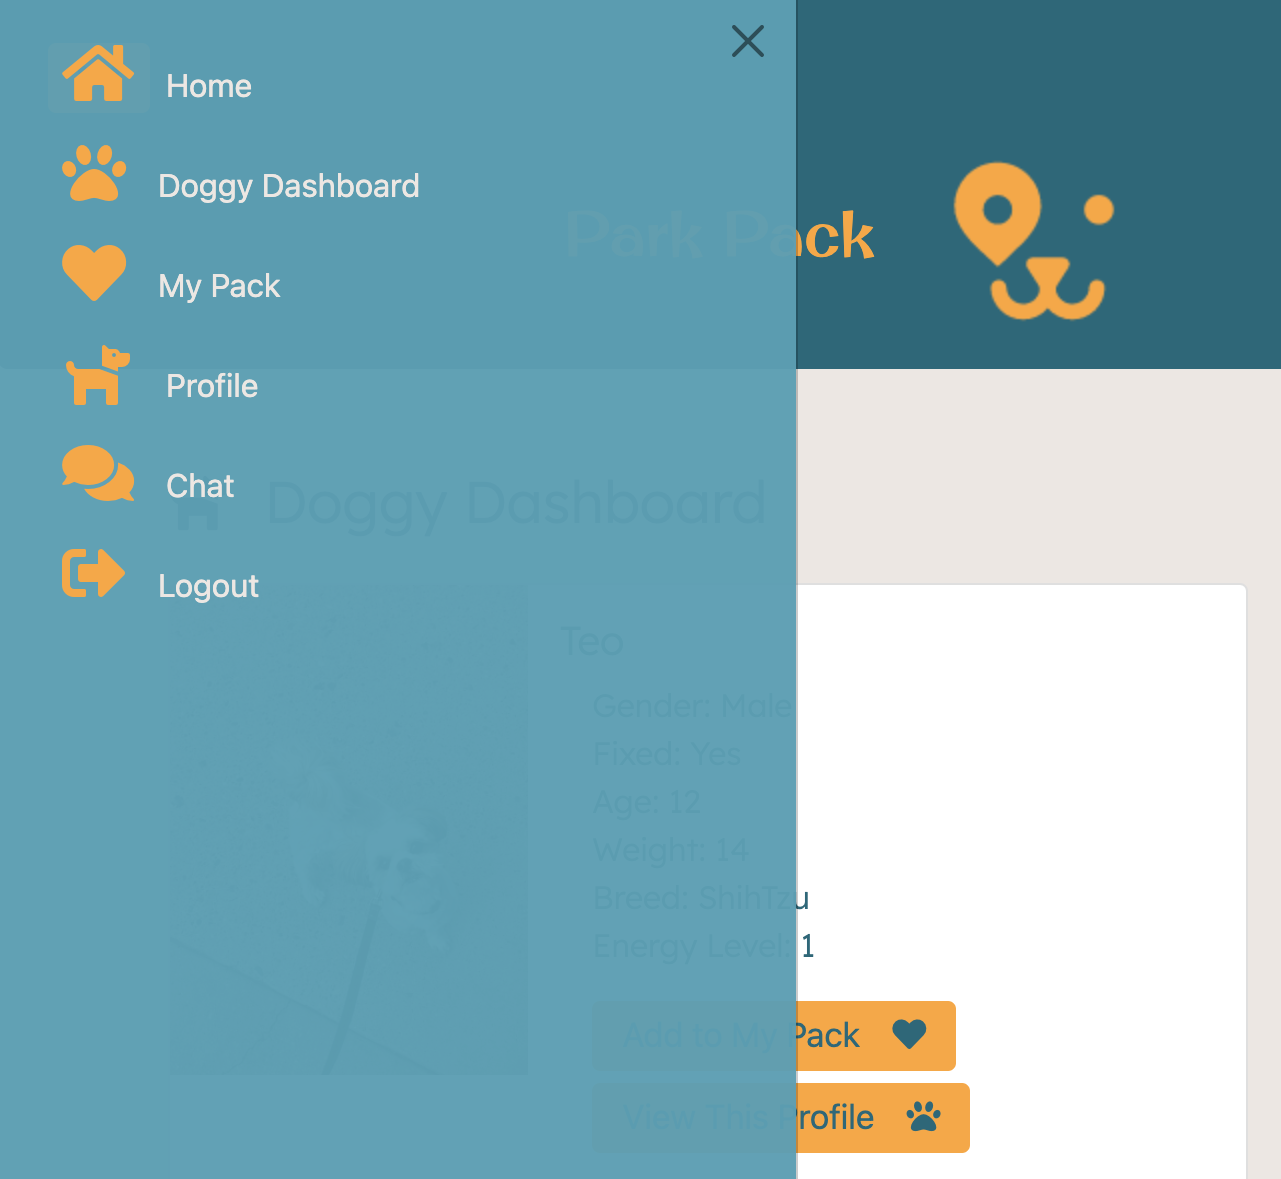 Home
Doggy Dashboard
My Pack
Profile
Chat
Logout
Park Pack
Doggy Dashboard
Teo
Gender: Male
Fixed: Yes
Age: 12
Weight: 14
Breed: ShihTzu
Energy Level: 1
Add to My Pack
View This Profile